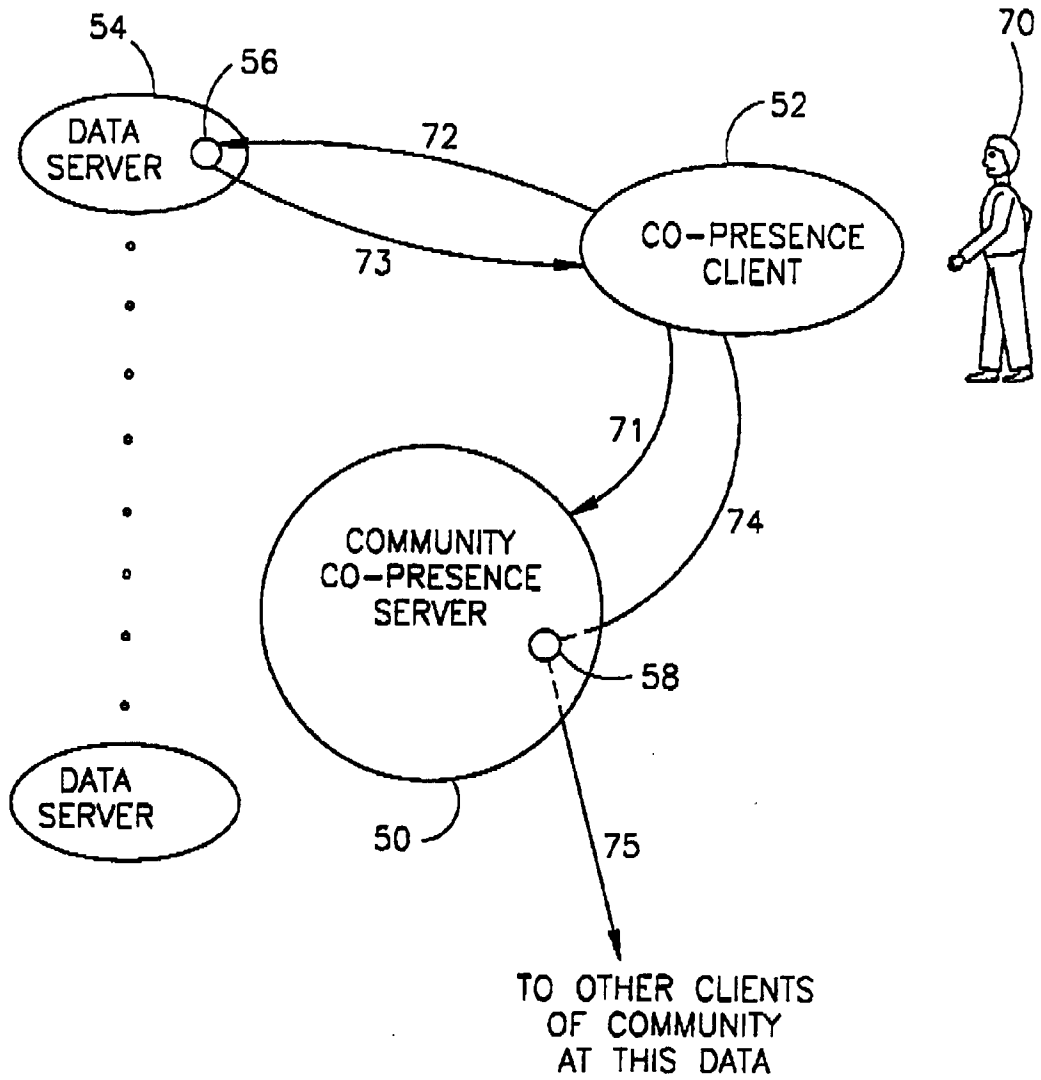 54
56
70
DATA
SERVER
72
52
CO-PRESENCE
CLIENT
73
71
74
COMMUNITY
CO-PRESENCE
SERVER
58
DATA
SERVER
50
75
TO OTHER CLIENTS
OF COMMUNITY
AT THIS DATA